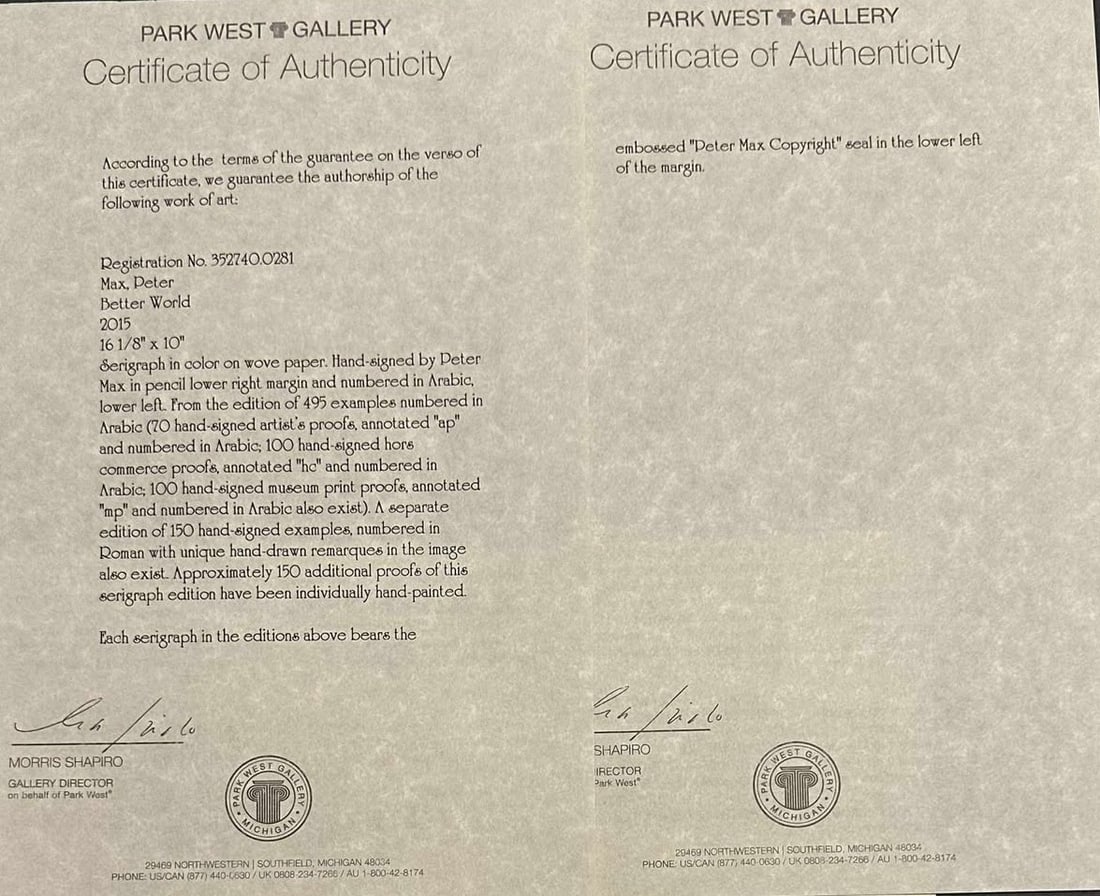 PARK WEST GALLERY
Certificate of Authenticity
According to the terms of the guarantee on the verso of
this certificate, we guarantee the authorship of the
following work of art:
Registration No. 352740.0281
Max, Peter
Better World
2015
16 1/8" x 10"
Serigraph in color on wove paper. Hand-signed by Peter
Max in pencil lower right margin and numbered in Arabic,
lower left. From the edition of 495 examples numbered in
Arabic (70 hand-signed artist's proofs, annotated "ap"
and numbered in Arabic; 100 hand-signed hors
commerce proofs, annotated "hc" and numbered in
Arabic; 100 hand-signed museum print proofs, annotated
"mp" and numbered in Arabic also exist). A separate
edition of 150 hand-signed examples, numbered in
Roman with unique hand-drawn remarques in the image
also exist. Approximately 150 additional proofs of this
serigraph edition have been individually hand-painted.
Each serigraph in the editions above bears the
MORRIS SHAPIRO
GALLERY DIRECTOR
on behalf of Park West®
PARK WEST GALLERY • MICHIGAN •
29469 NORTHWESTERN | SOUTHFIELD, MICHIGAN 48034
PHONE: US/CAN (877) 440-0630 / UK 0808-234-7266 / AU 1-800-42-8174
PARK WEST GALLERY
Certificate of Authenticity
embossed "Peter Max Copyright" seal in the lower left
of the margin.
SHAPIRO
IRECTOR
Park West®
PARK WEST GALLERY • MICHIGAN •
29469 NORTHWESTERN | SOUTHFIELD, MICHIGAN 48034
PHONE: US/CAN (877) 440-0630 / UK 0808-234-7266 / AU 1-800-42-8174